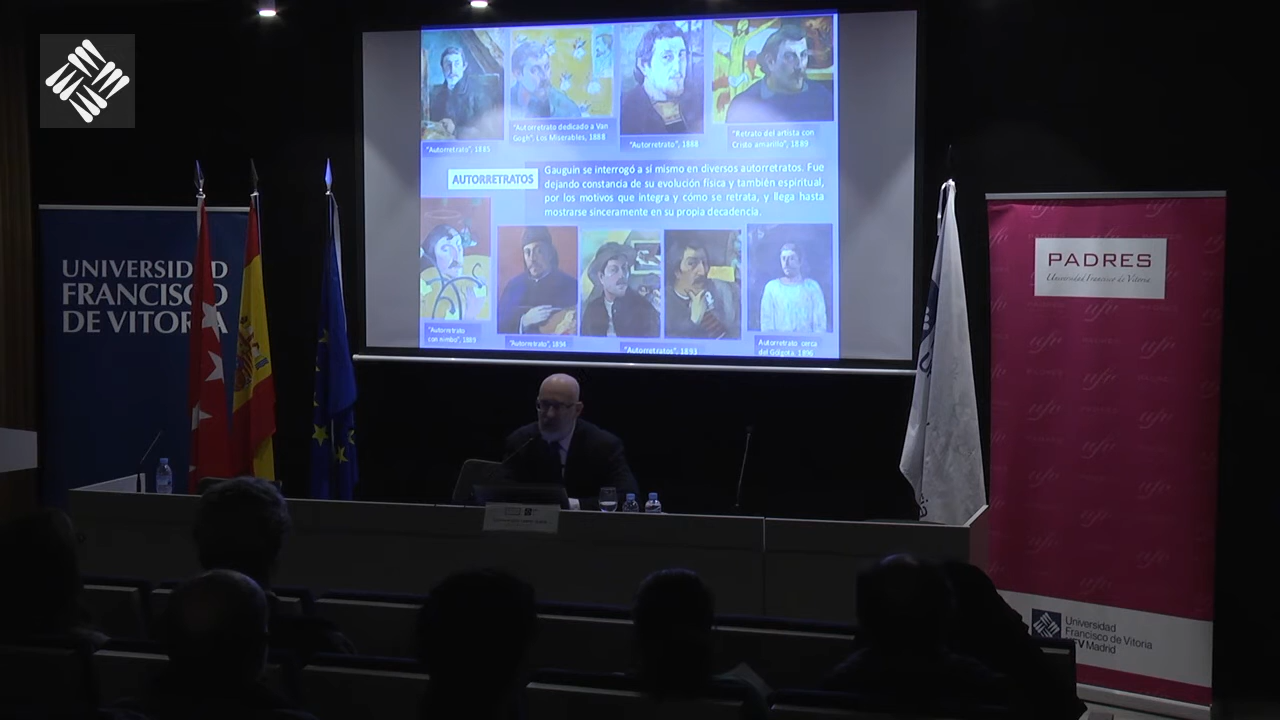 "Autorretrato", 1885
"Autorretrato dedicado a Van
Gogh": Los Miserables, 1888
"Autorretrato", 1888
"Retrato del artista con
Cristo amarillo", 1889
AUTORRETRATOS
Gauguin se interrogó a sí mismo en diversos autorretratos. Fue
dejando constancia de su evolución física y también espiritual,
por los motivos que integra y cómo se retrata, y llega hasta
mostrarse sinceramente en su propia decadencia.
"Autorretrato
con nimbo", 1889
"Autorretrato", 1894
"Autorretratos", 1893
Autorretrato cerca
del Gólgota, 1896
UNIVERSIDAD
FRANCISCO
DE VITORIA
PADRES
Universidad Francisco de Vitoria
Universidad
Francisco de Vitoria
UFV Madrid